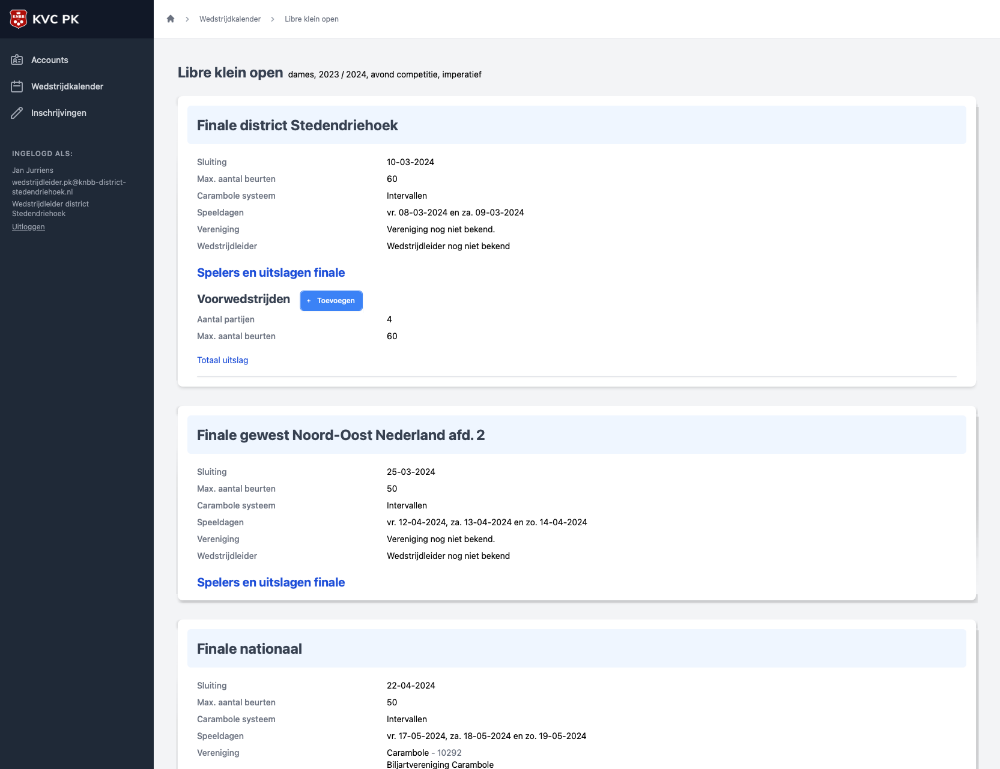 KNBB
KVC PK
Accounts
Wedstrijdkalender
Inschrijvingen
INGELOGD ALS:
Jan Jurriens
wedstrijdleider.pk@knbb-district-
stedendriehoek.nl
Wedstrijdleider district
Stedendriehoek
Uitloggen
Wedstrijdkalender
Libre klein open
Libre klein open dames, 2023 / 2024, avond competitie, imperatief
Finale district Stedendriehoek
Sluiting 10-03-2024
Max. aantal beurten 60
Carambole systeem Intervallen
Speeldagen vr. 08-03-2024 en za. 09-03-2024
Vereniging Vereniging nog niet bekend.
Wedstrijdleider Wedstrijdleider nog niet bekend
Spelers en uitslagen finale
Voorwedstrijden + Toevoegen
Aantal partijen 4
Max. aantal beurten 60
Totaal uitslag
Finale gewest Noord-Oost Nederland afd. 2
Sluiting 25-03-2024
Max. aantal beurten 50
Carambole systeem Intervallen
Speeldagen vr. 12-04-2024, za. 13-04-2024 en zo. 14-04-2024
Vereniging Vereniging nog niet bekend.
Wedstrijdleider Wedstrijdleider nog niet bekend
Spelers en uitslagen finale
Finale nationaal
Sluiting 22-04-2024
Max. aantal beurten 50
Carambole systeem Intervallen
Speeldagen vr. 17-05-2024, za. 18-05-2024 en zo. 19-05-2024
Vereniging Carambole - 10292
Biljartvereniging Carambole